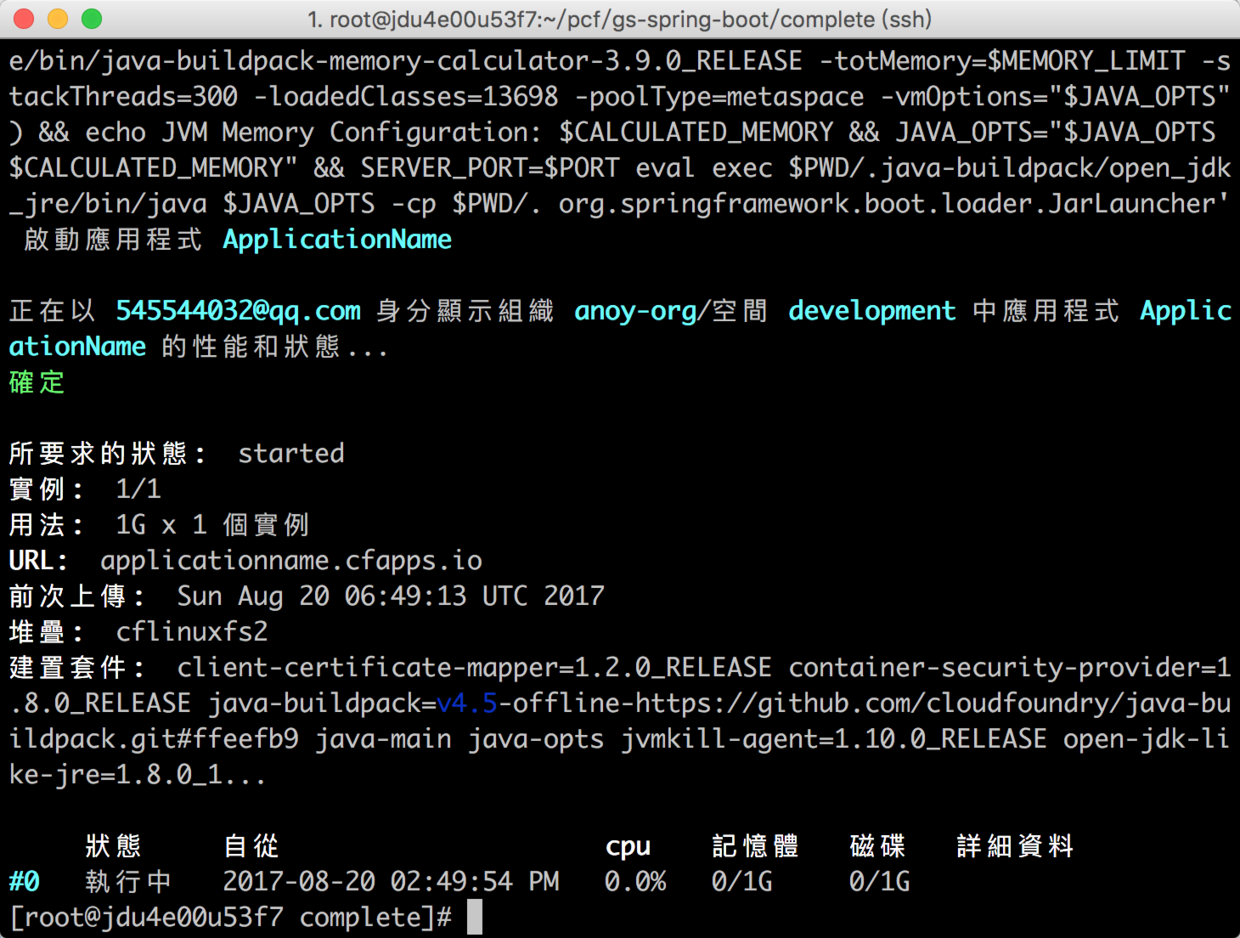 1. root@jdu4e00u53f7:~/pcf/gs-spring-boot/complete (ssh)
e/bin/java-buildpack-memory-calculator-3.9.0_RELEASE -totMemory=$MEMORY_LIMIT -s
tackThreads=300 -loadedClasses=13698 -poolType=metaspace -vmOptions="$JAVA_OPTS"
) && echo JVM Memory Configuration: $CALCULATED_MEMORY && JAVA_OPTS="$JAVA_OPTS
$CALCULATED_MEMORY" && SERVER_PORT=$PORT eval exec $PWD/.java-buildpack/open_jdk
_jre/bin/java $JAVA_OPTS -cp $PWD/. org.springframework.boot.loader.JarLauncher'
啟動應用程式 ApplicationName
正在以 545544032@qq.com 身分顯示組織 anoy-org/空間 development 中應用程式 Applic
ationName 的性能和狀態...
確定
所要求的狀態: started
實例: 1/1
用法: 1G x 1 個實例
URL: applicationname.cfapps.io
前次上傳: Sun Aug 20 06:49:13 UTC 2017
堆疊: cflinuxfs2
建置套件: client-certificate-mapper=1.2.0_RELEASE container-security-provider=1
.8.0_RELEASE java-buildpack=v4.5-offline-https://github.com/cloudfoundry/java-bu
ildpack.git#ffeefb9 java-main java-opts jvmkill-agent=1.10.0_RELEASE open-jdk-li
ke-jre=1.8.0_1...
狀態 自從 cpu 記憶體 磁碟 詳細資料
#0 執行中 2017-08-20 02:49:54 PM 0.0% 0/1G 0/1G
[root@jdu4e00u53f7 complete]#